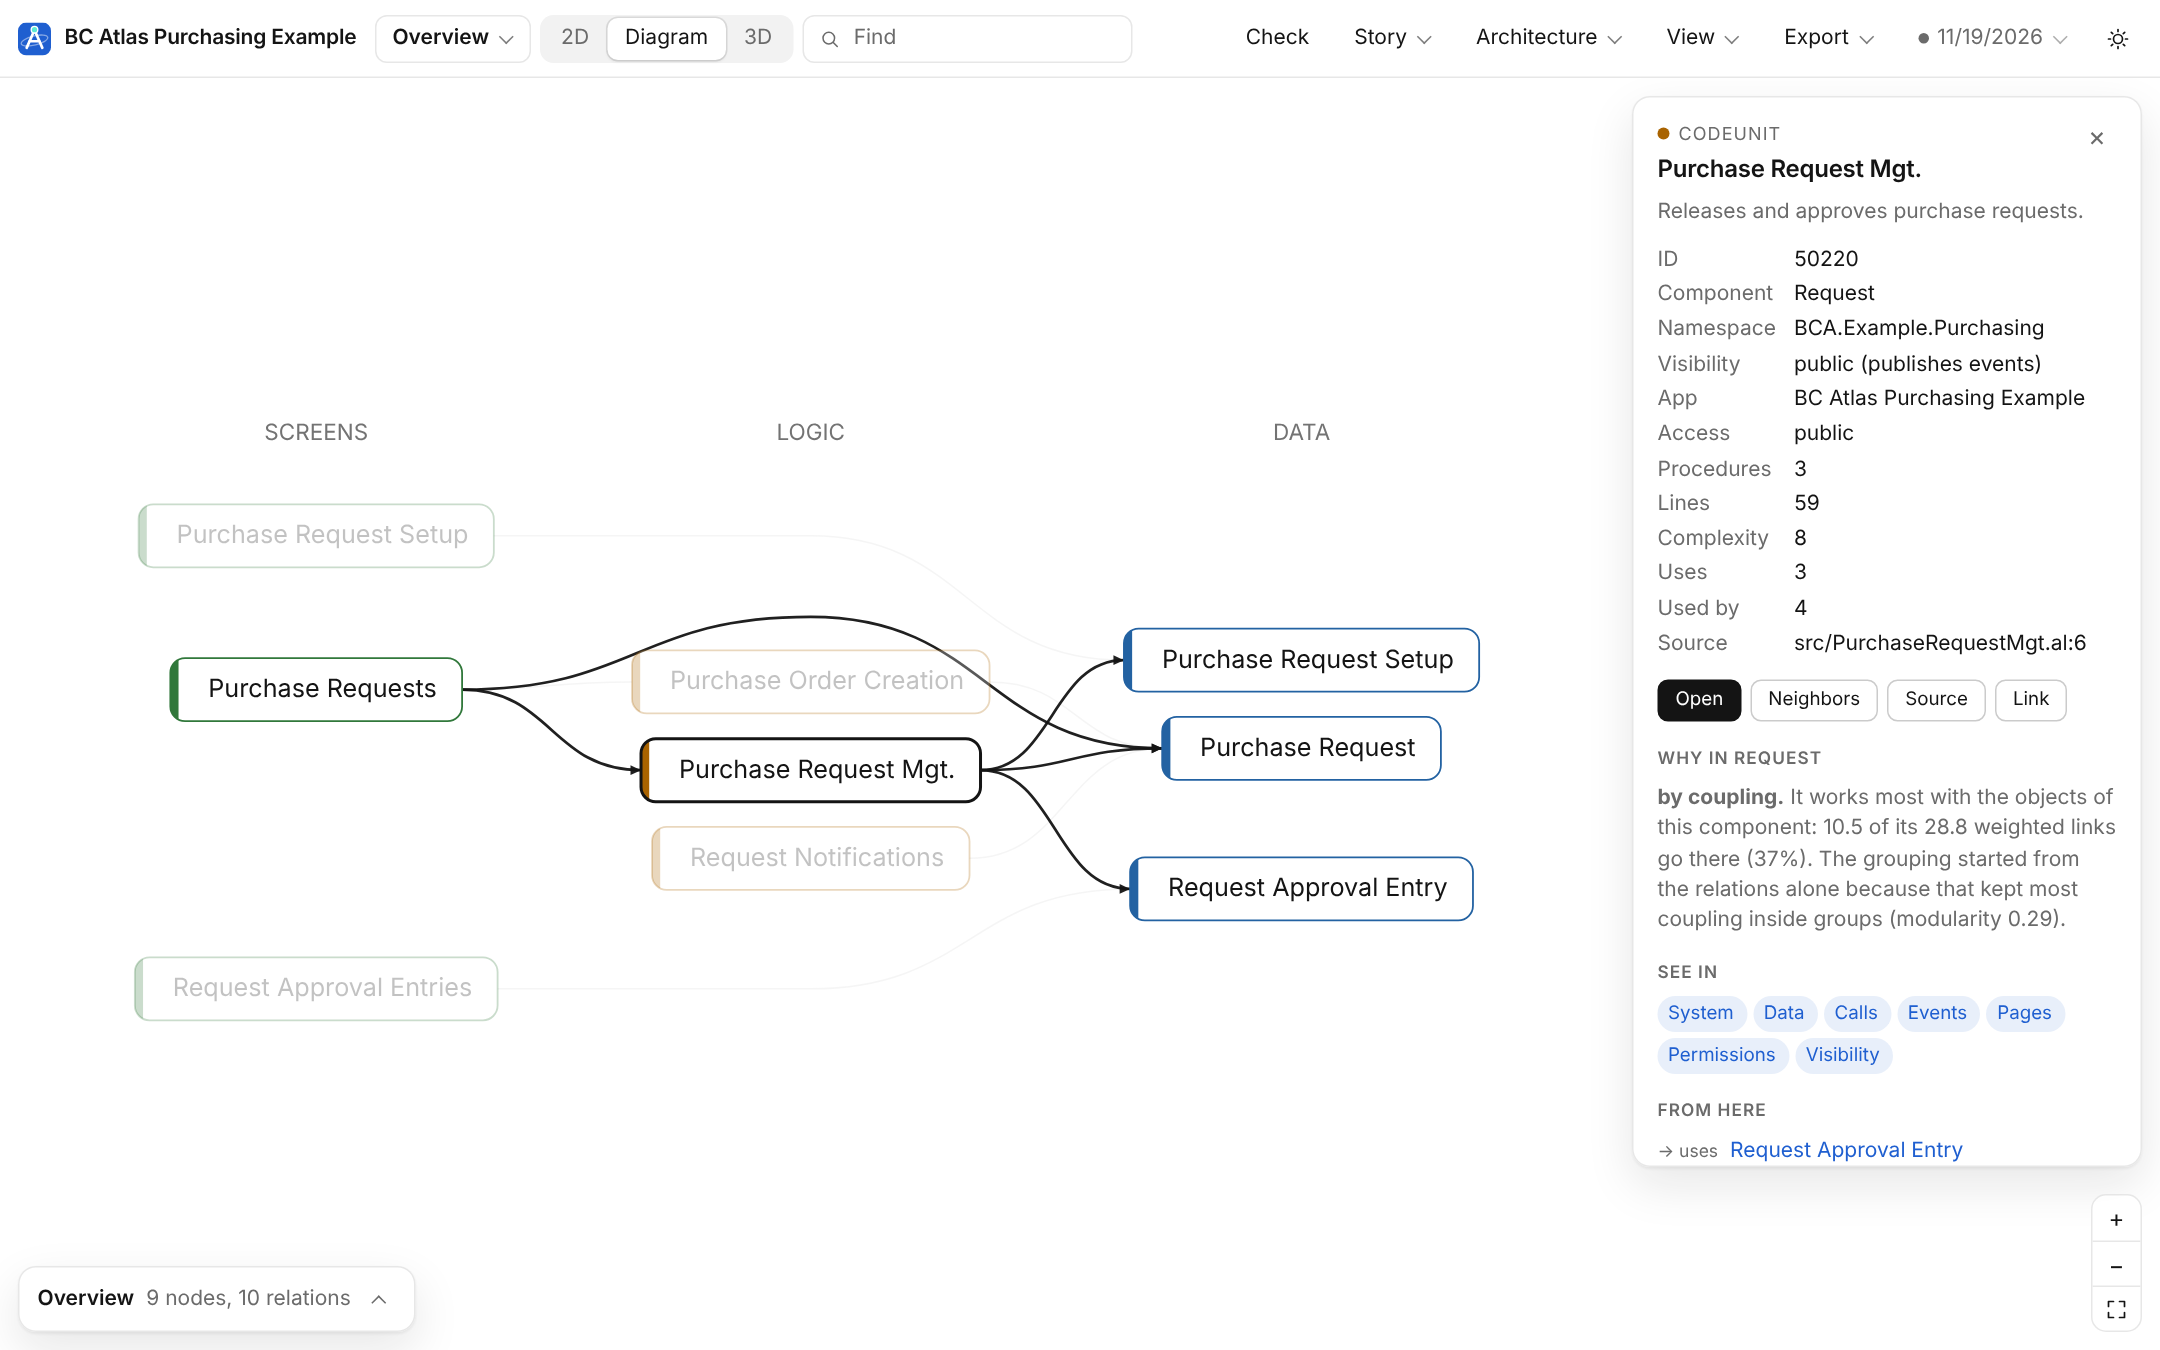 BC Atlas Purchasing Example
Overview
2D
Diagram
3D
Find
Check
Story
Architecture
View
Export
11/19/2026
SCREENS
LOGIC
DATA
Purchase Request Setup
Purchase Requests
Request Approval Entries
Purchase Order Creation
Purchase Request Mgt.
Request Notifications
Purchase Request Setup
Purchase Request
Request Approval Entry
CODEUNIT
Purchase Request Mgt.
Releases and approves purchase requests.
ID 50220
Component Request
Namespace BCA.Example.Purchasing
Visibility public (publishes events)
App BC Atlas Purchasing Example
Access public
Procedures 3
Lines 59
Complexity 8
Uses 3
Used by 4
Source src/PurchaseRequestMgt.al:6
Open
Neighbors
Source
Link
WHY IN REQUEST
by coupling. It works most with the objects of
this component: 10.5 of its 28.8 weighted links
go there (37%). The grouping started from
the relations alone because that kept most
coupling inside groups (modularity 0.29).
SEE IN
System
Data
Calls
Events
Pages
Permissions
Visibility
FROM HERE
→ uses Request Approval Entry
Overview 9 nodes, 10 relations